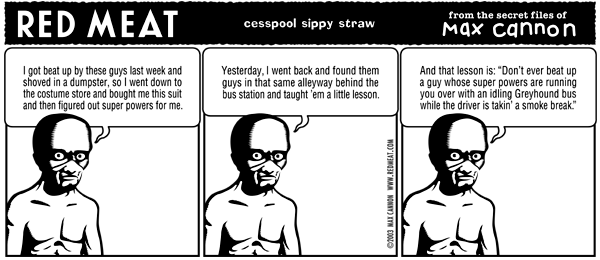 RED MEAT
cesspool sippy straw
from the secret files of
Max cannon
I got beat up by these guys last week and
shoved in a dumpster, so I went down to
the costume store and bought me this suit
and then figured out super powers for me.
Yesterday, I went back and found them
guys in that same alleyway behind the
bus station and taught 'em a little lesson.
And that lesson is: “Don't ever beat up
a guy whose super powers are running
you over with an idling Greyhound bus
while the driver is takin' a smoke break.”
©2003 MAX CANNON WWW.REDMEAT.COM